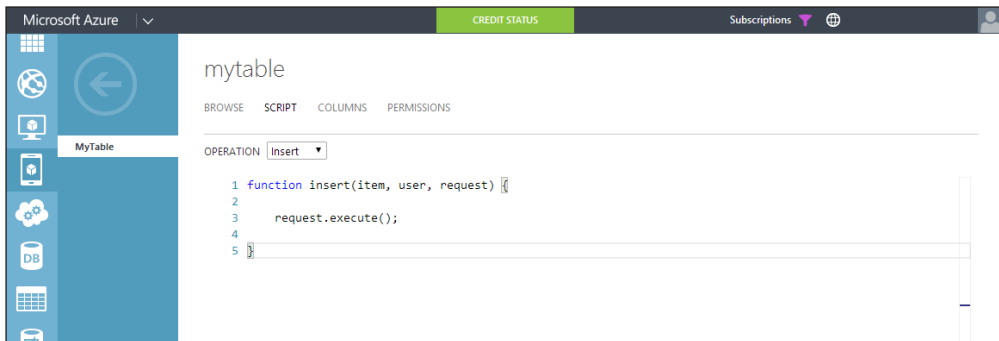 Microsoft Azure
CREDIT STATUS
Subscriptions
mytable
BROWSE SCRIPT COLUMNS PERMISSIONS
MyTable
OPERATION Insert
1 function insert(item, user, request) {
2
3 request.execute();
4
5 }
DB